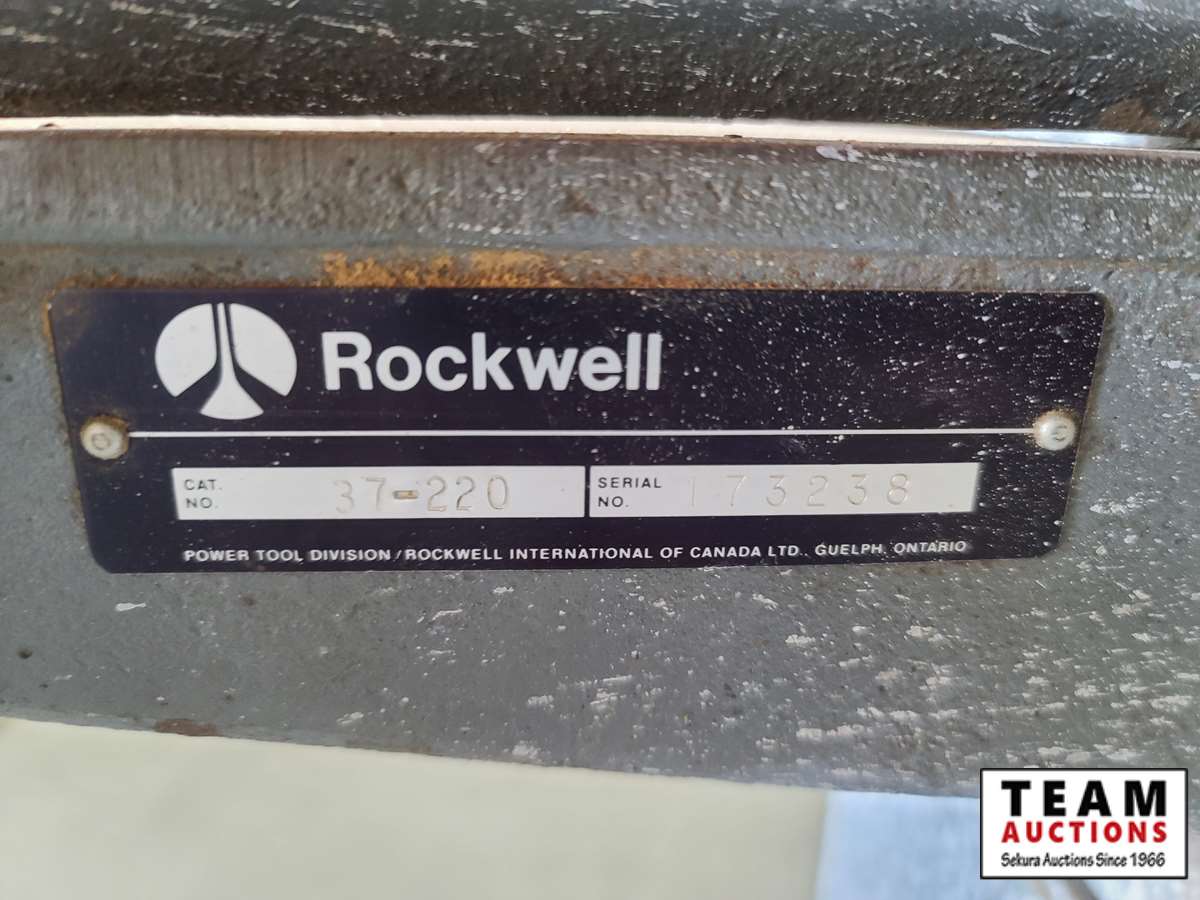 Rockwell
CAT. NO. 37-220 SERIAL NO. 173238
POWER TOOL DIVISION / ROCKWELL INTERNATIONAL OF CANADA LTD., GUELPH, ONTARIO
TEAM
AUCTIONS
Sekura Auctions Since 1966